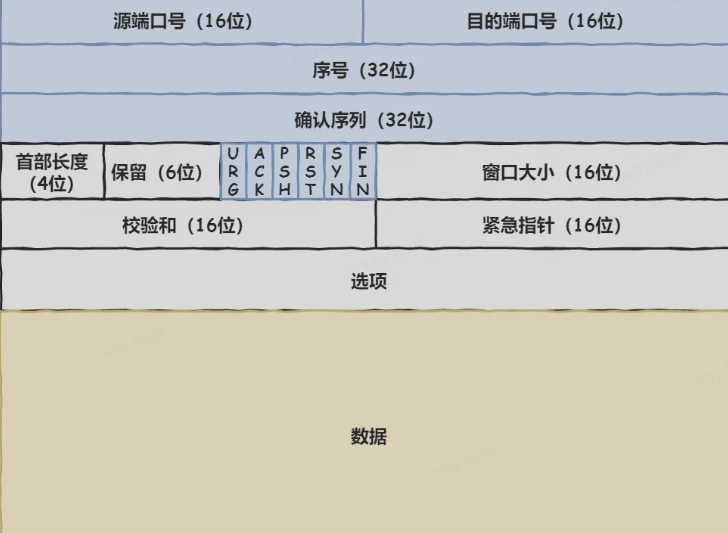 源端口号（16位）
目的端口号（16位）
序号（32位）
确认序列（32位）
首部长度
（4位）
保留（6位）
URG
ACK
PSH
RST
SYN
FIN
窗口大小（16位）
校验和（16位）
紧急指针（16位）
选项
数据